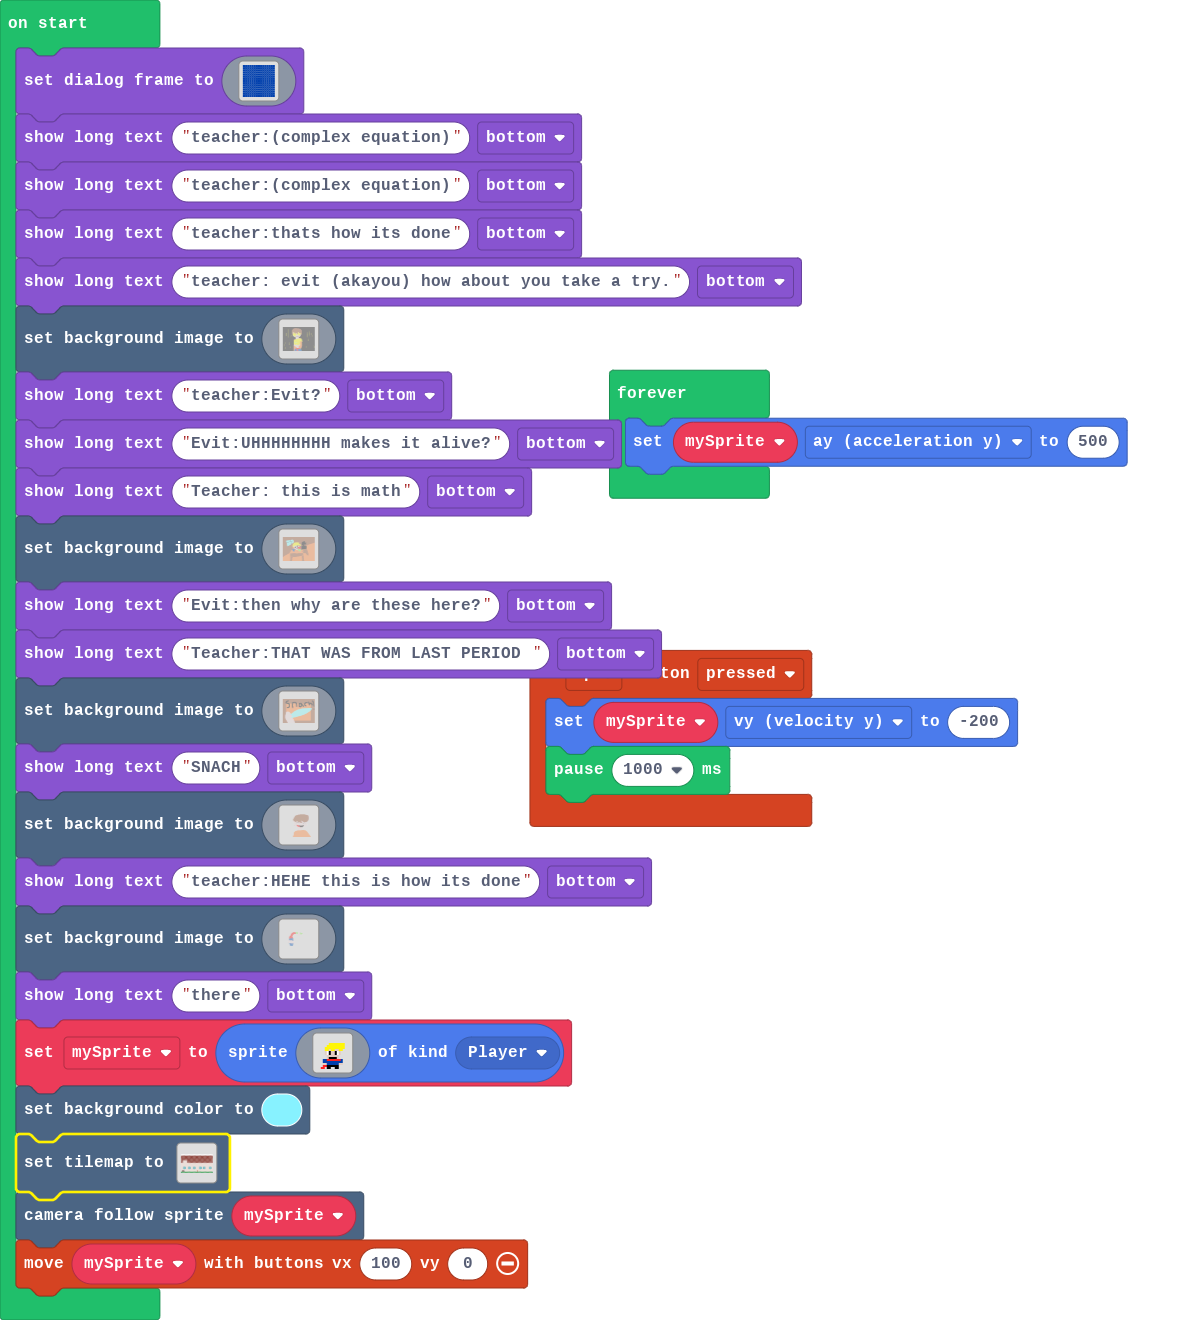 on start
set dialog frame to
show long text "teacher:(complex equation)" bottom
show long text "teacher:(complex equation)" bottom
show long text "teacher:thats how its done" bottom
show long text "teacher: evit (akayou) how about you take a try." bottom
set background image to
show long text "teacher:Evit?" bottom
show long text "Evit:UHHHHHHHH makes it alive?" bottom
show long text "Teacher: this is math" bottom
set background image to
show long text "Evit:then why are these here?" bottom
show long text "Teacher:THAT WAS FROM LAST PERIOD " bottom
set background image to
show long text "SNACH" bottom
set background image to
show long text "teacher:HEHE this is how its done" bottom
set background image to
show long text "there" bottom
set mySprite to sprite of kind Player
set background color to
set tilemap to
camera follow sprite mySprite
move mySprite with buttons vx 100 vy 0
forever
set mySprite ay (acceleration y) to 500
ton pressed
set mySprite vy (velocity y) to -200
pause 1000 ms